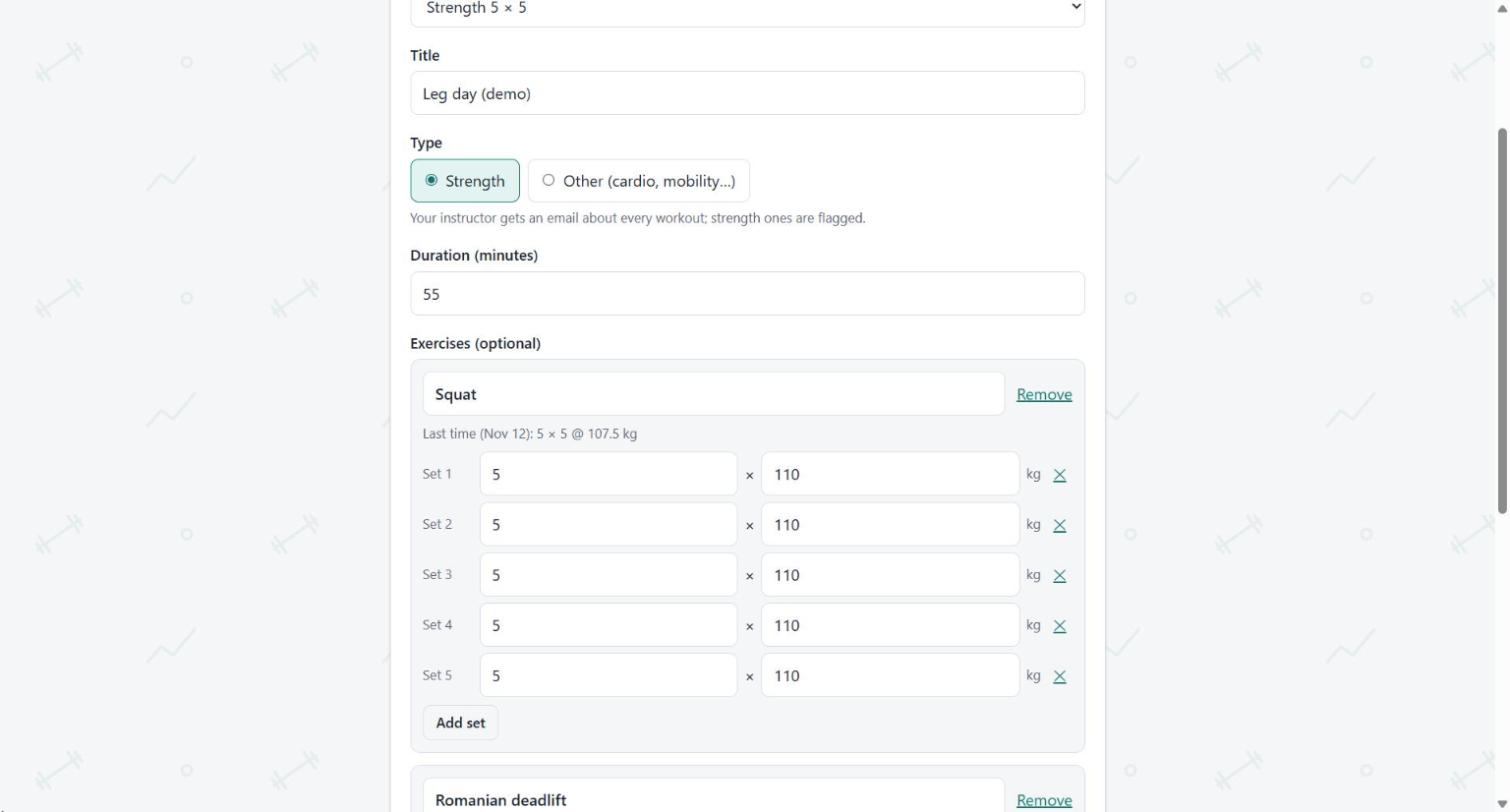 Strength 5 × 5
Title
Leg day (demo)
Type
Strength
Other (cardio, mobility...)
Your instructor gets an email about every workout; strength ones are flagged.
Duration (minutes)
55
Exercises (optional)
Squat Remove
Last time (Nov 12): 5 × 5 @ 107.5 kg
Set 1 5 × 110 kg
Set 2 5 × 110 kg
Set 3 5 × 110 kg
Set 4 5 × 110 kg
Set 5 5 × 110 kg
Add set
Romanian deadlift Remove